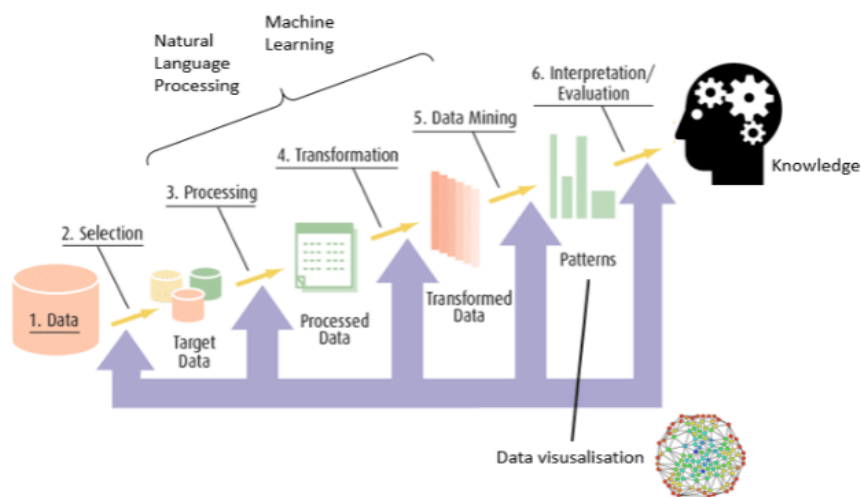 Natural
Language
Processing
Machine
Learning
6. Interpretation/
Evaluation
5. Data Mining
Knowledge
4. Transformation
3. Processing
2. Selection
1. Data
Target
Data
Processed
Data
Transformed
Data
Patterns
Data visusalisation